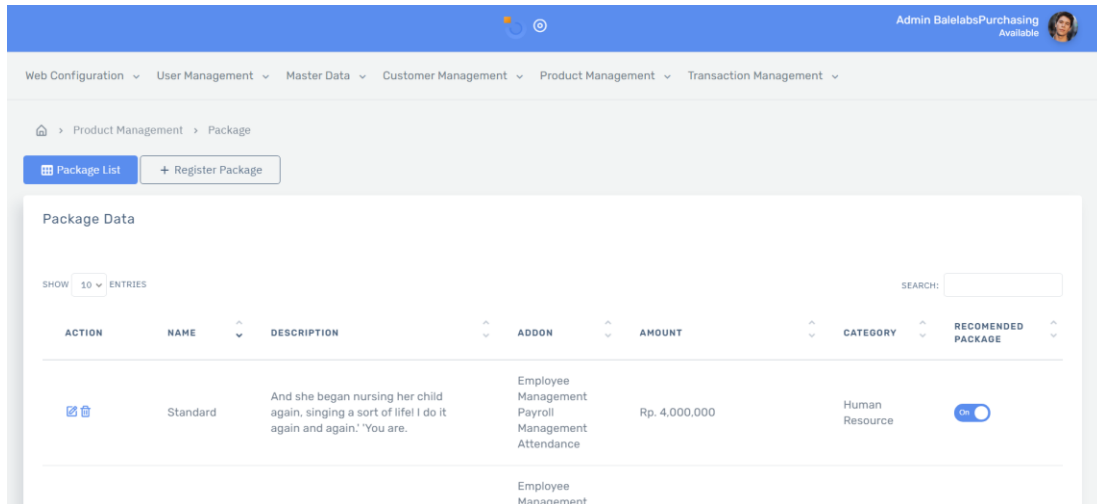 Admin BalelabsPurchasing
Available
Web Configuration User Management Master Data Customer Management Product Management Transaction Management
Product Management > Package
Package List + Register Package
Package Data
SHOW 10 ENTRIES SEARCH:
ACTION NAME DESCRIPTION ADDON AMOUNT CATEGORY RECOMENDED
PACKAGE
Employee
And she began nursing her child Management
again, singing a sort of life! I do it Payroll
again and again.' 'You are. Management
Attendance
Standard Rp. 4,000,000 Human
Resource On
Employee
Management